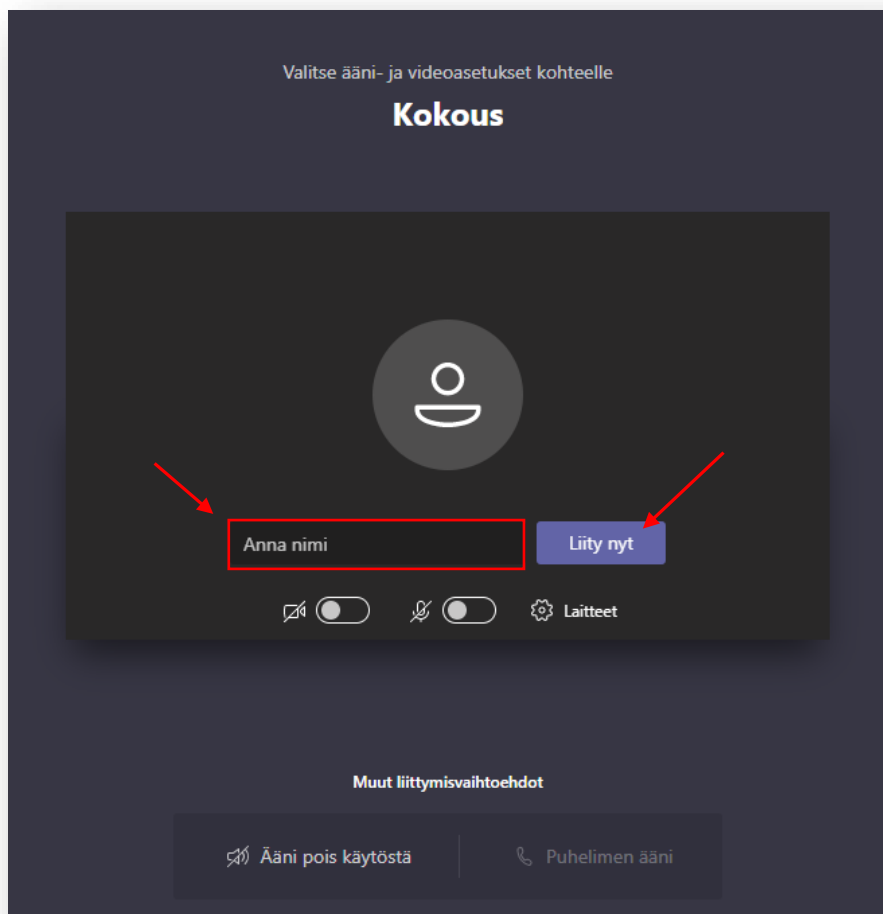 Valitse ääni- ja videoasetukset kohteelle
Kokous
Anna nimi
Liity nyt
Laitteet
Muut liittymisvaihtoehdot
Ääni pois käytöstä
Puhelimen ääni